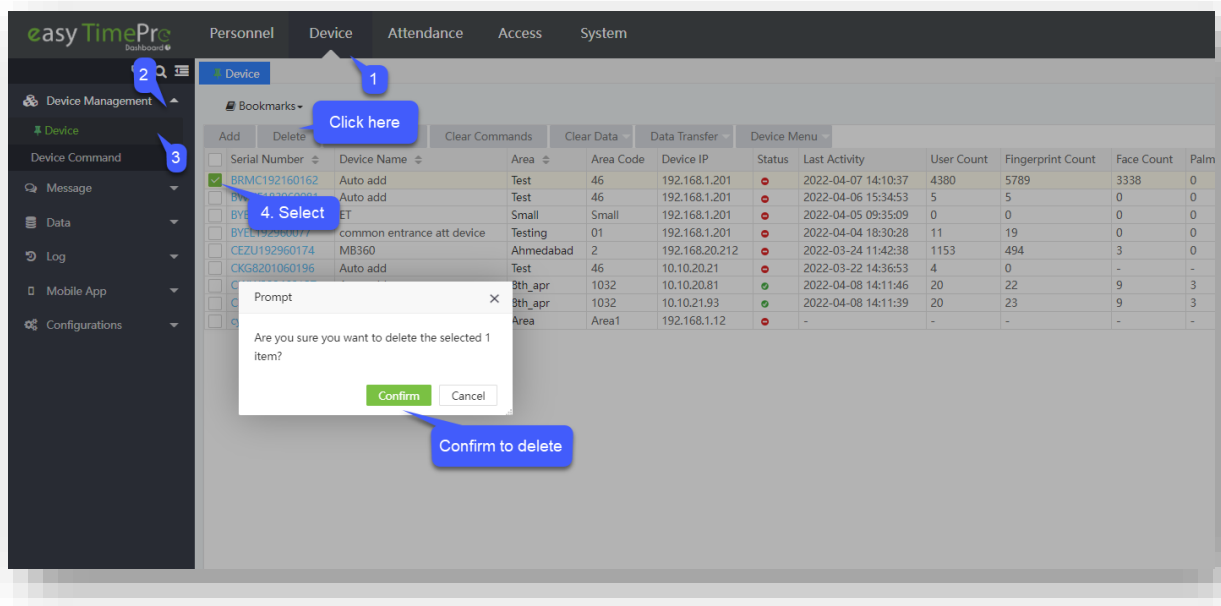 easy TimePro
Dashboard
Personnel Device Attendance Access System
1
2
Device
Device Management
Bookmarks
Click here
Device
Add Delete Clear Commands Clear Data Data Transfer Device Menu
Device Command
3
Serial Number Device Name Area Area Code Device IP Status Last Activity User Count Fingerprint Count Face Count Palm
BRMC192160162 Auto add Test 46 192.168.1.201 2022-04-07 14:10:37 4380 5789 3338 0
Auto add Test 46 192.168.1.201 2022-04-06 15:34:53 5 5 0 0
4. Select
ET Small Small 192.168.1.201 2022-04-05 09:35:09 0 0 0 0
common entrance att device Testing 01 192.168.1.201 2022-04-04 18:30:28 11 19 0 0
CEZU192960174 MB360 Ahmedabad 2 192.168.20.212 2022-03-24 11:42:38 1153 494 3 0
CKG8201060196 Auto add Test 46 10.10.20.21 2022-03-22 14:36:53 4 0 - -
8th_apr 1032 10.10.20.81 2022-04-08 14:11:46 20 22 9 3
8th_apr 1032 10.10.21.93 2022-04-08 14:11:39 20 23 9 3
Area Area1 192.168.1.12 - - - - -
Message
Data
Log
Mobile App
Configurations
Prompt
Are you sure you want to delete the selected 1
item?
Confirm Cancel
Confirm to delete